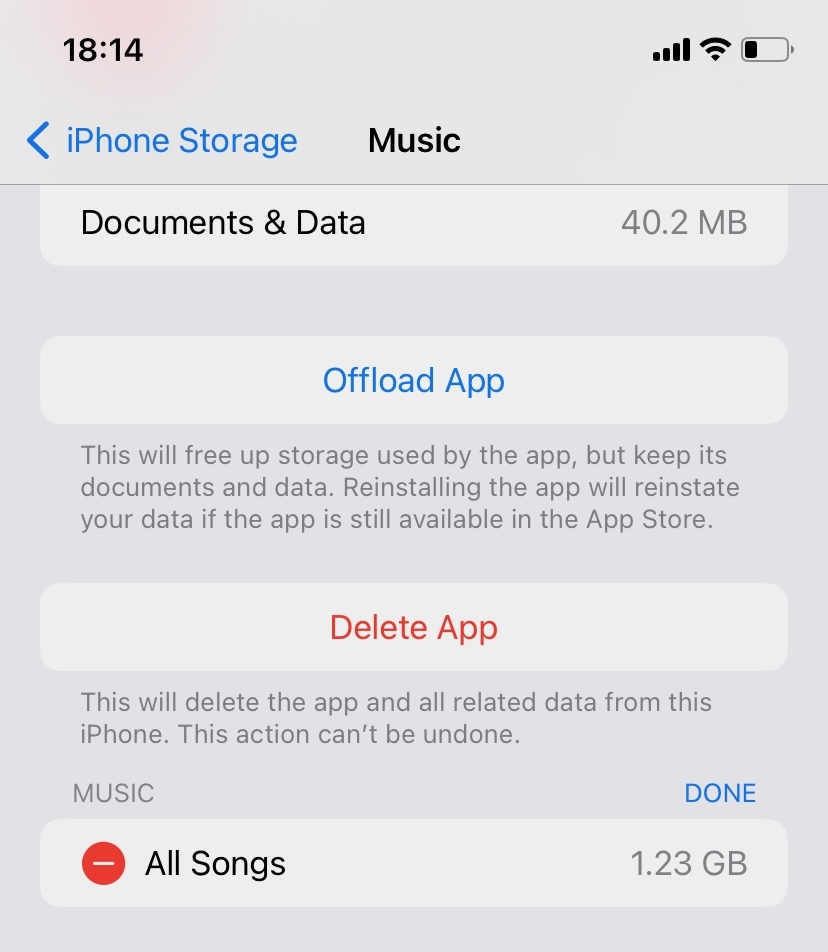 18:14
iPhone Storage
Music
Documents & Data
40.2 MB
Offload App
This will free up storage used by the app, but keep its
documents and data. Reinstalling the app will reinstate
your data if the app is still available in the App Store.
Delete App
This will delete the app and all related data from this
iPhone. This action can’t be undone.
MUSIC
DONE
All Songs
1.23 GB